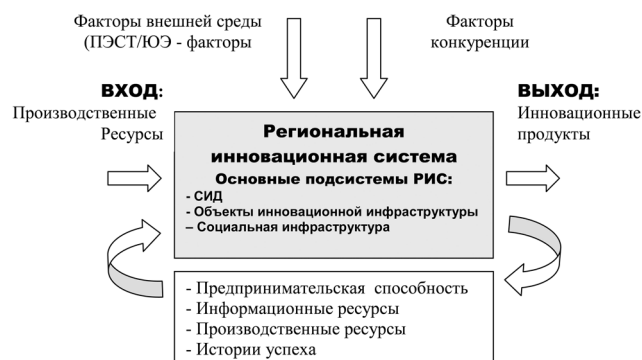 Факторы внешней среды
(ПЭСТ/ЮЭ - факторы
Факторы
конкуренции
ВХОД:
Производственные
Ресурсы
ВЫХОД:
Инновационные
продукты
Региональная
инновационная система
Основные подсистемы РИС:
- СИД
- Объекты инновационной инфраструктуры
– Социальная инфраструктура
- Предпринимательская способность
- Информационные ресурсы
- Производственные ресурсы
- Истории успеха